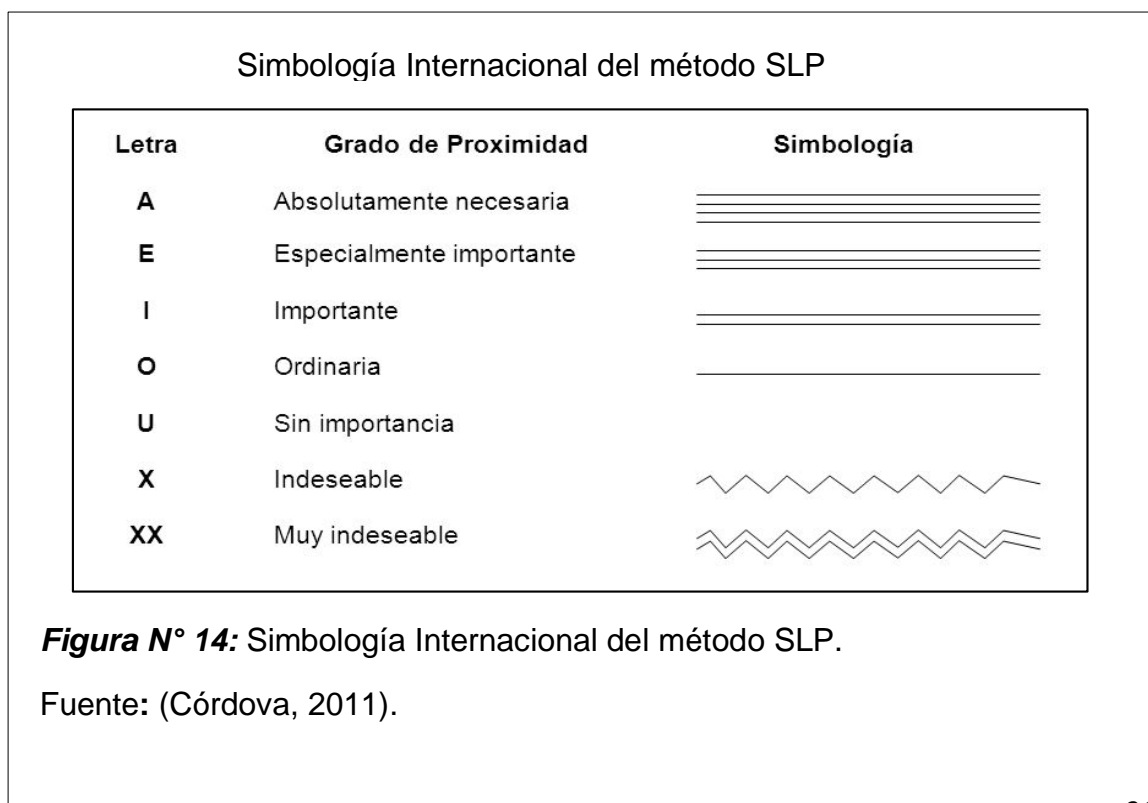 Simbología Internacional del método SLP
Letra Grado de Proximidad Simbología
A Absolutamente necesaria
E Especialmente importante
I Importante
O Ordinaria
U Sin importancia
X Indeseable
XX Muy indeseable
Figura N° 14: Simbología Internacional del método SLP.
Fuente: (Córdova, 2011).